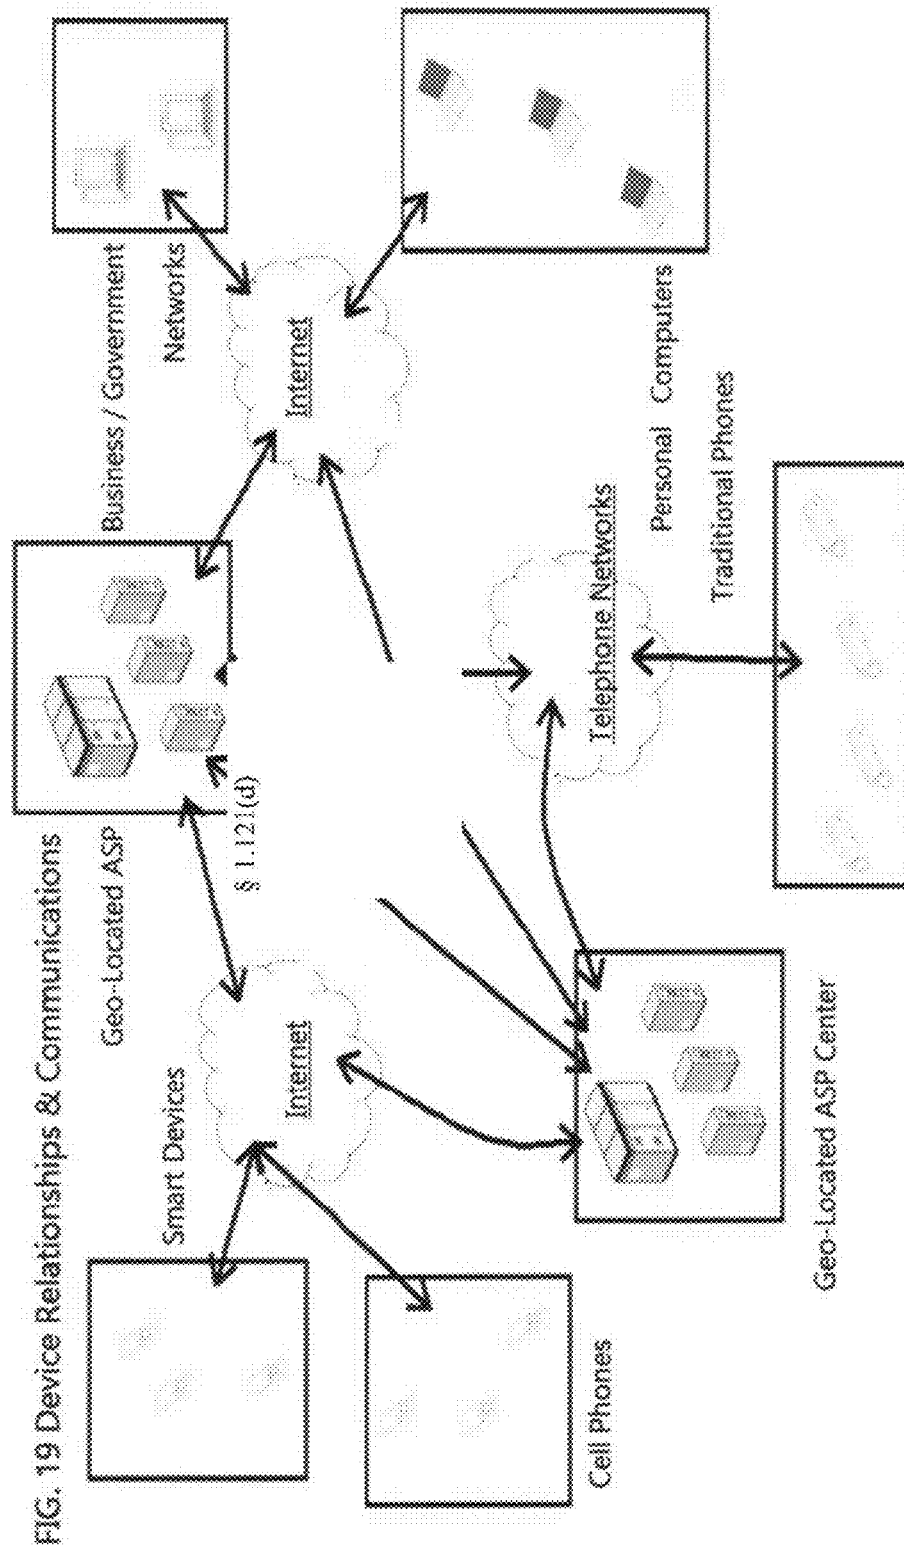 FIG. 19 Device Relationships & Communications
Geo-Located ASP
Business / Government
Networks
Smart Devices
§ 1.121(d)
Internet
Internet
Cell Phones
Telephone Networks
Personal Computers
Traditional Phones
Geo-Located ASP Center